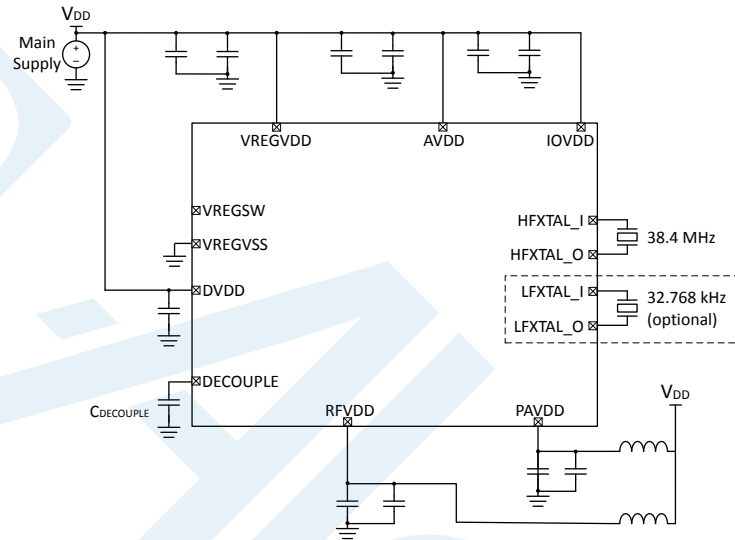 VDD
Main
Supply
+
–
VREGVDD
AVDD
IOVDD
VREGSW
HFXTAL_I
38.4 MHz
VREGVSS
HFXTAL_O
DVDD
LFXTAL_I
32.768 kHz
(optional)
LFXTAL_O
DECOUPLE
CDECOUPLE
RFVDD
PAVDD
VDD